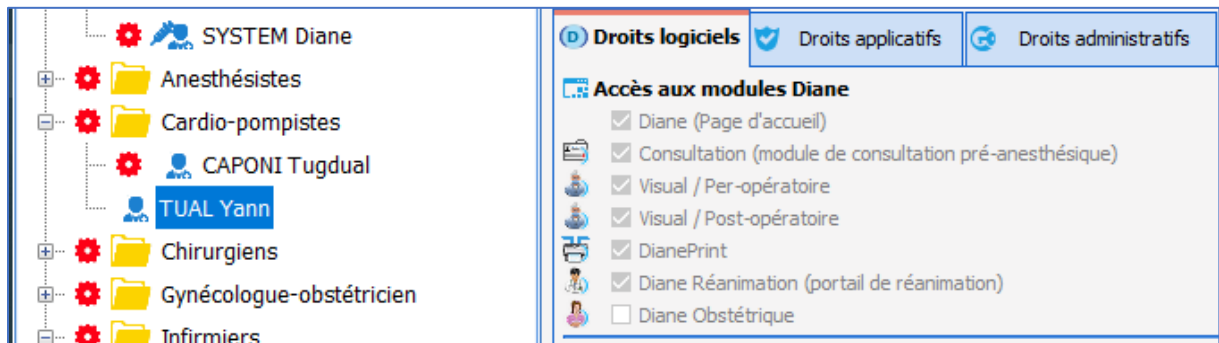 SYSTEM Diane
Anesthésistes
Cardio-pompistes
CAPONI Tugdual
TUAL Yann
Chirurgiens
Gynécologue-obstétricien
Infirmiers
(D) Droits logiciels
Droits applicatifs
Droits administratifs
Accès aux modules Diane
Diane (Page d'accueil)
Consultation (module de consultation pré-anesthésique)
Visual / Per-opératoire
Visual / Post-opératoire
DianePrint
Diane Réanimation (portail de réanimation)
Diane Obstétrique